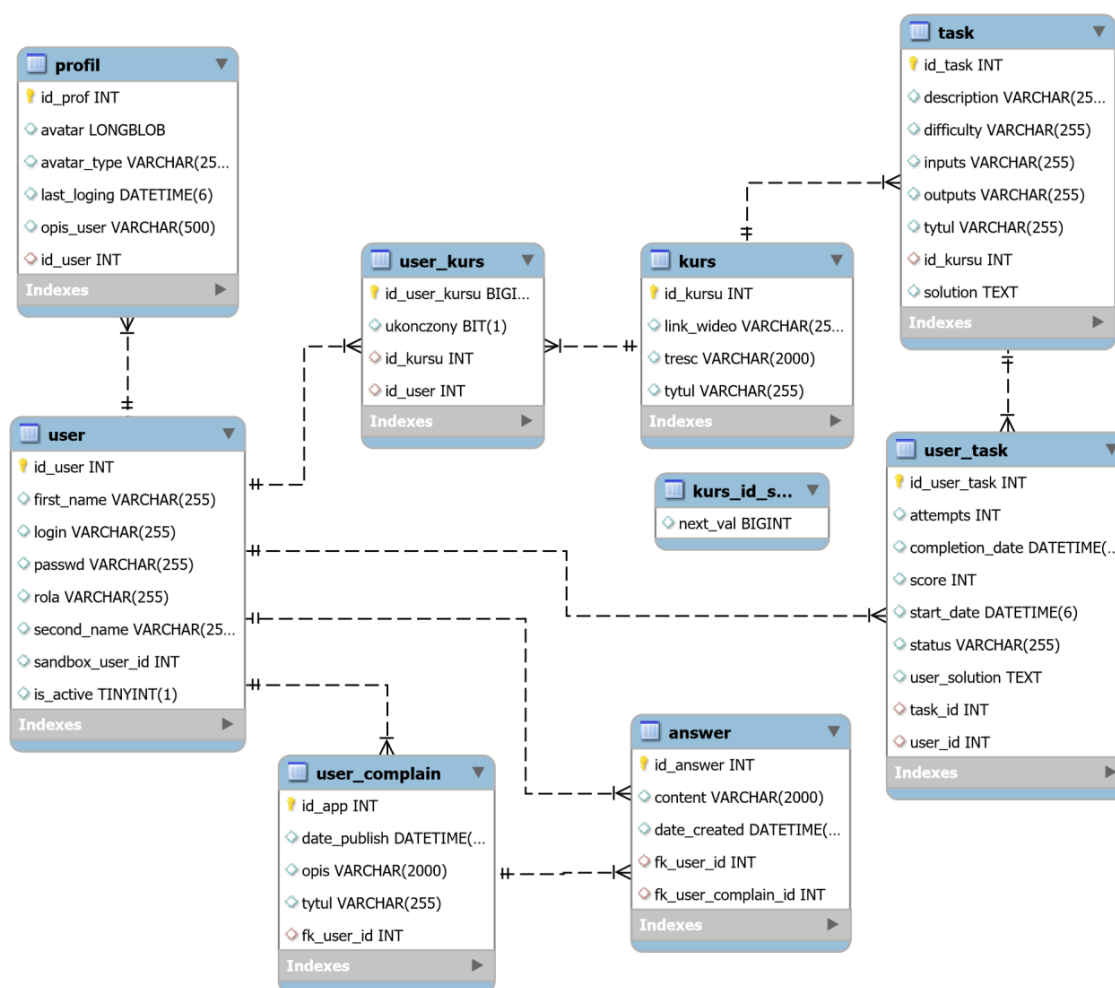 profil
id_prof INT
avatar LONGBLOB
avatar_type VARCHAR(25...
last_loging DATETIME(6)
opis_user VARCHAR(500)
id_user INT
Indexes
user
id_user INT
first_name VARCHAR(255)
login VARCHAR(255)
passwd VARCHAR(255)
rola VARCHAR(255)
second_name VARCHAR(25...
sandbox_user_id INT
is_active TINYINT(1)
Indexes
user_kurs
id_user_kursu BIGI...
ukonczony BIT(1)
id_kursu INT
id_user INT
Indexes
kurs
id_kursu INT
link_wideo VARCHAR(25...
tresc VARCHAR(2000)
tytul VARCHAR(255)
Indexes
kurs_id_s...
next_val BIGINT
task
id_task INT
description VARCHAR(25...
difficulty VARCHAR(255)
inputs VARCHAR(255)
outputs VARCHAR(255)
tytul VARCHAR(255)
id_kursu INT
solution TEXT
Indexes
user_task
id_user_task INT
attempts INT
completion_date DATETIME(...
score INT
start_date DATETIME(6)
status VARCHAR(255)
user_solution TEXT
task_id INT
user_id INT
Indexes
user_complain
id_app INT
date_publish DATETIME(...
opis VARCHAR(2000)
tytul VARCHAR(255)
fk_user_id INT
Indexes
answer
id_answer INT
content VARCHAR(2000)
date_created DATETIME(...
fk_user_id INT
fk_user_complain_id INT
Indexes